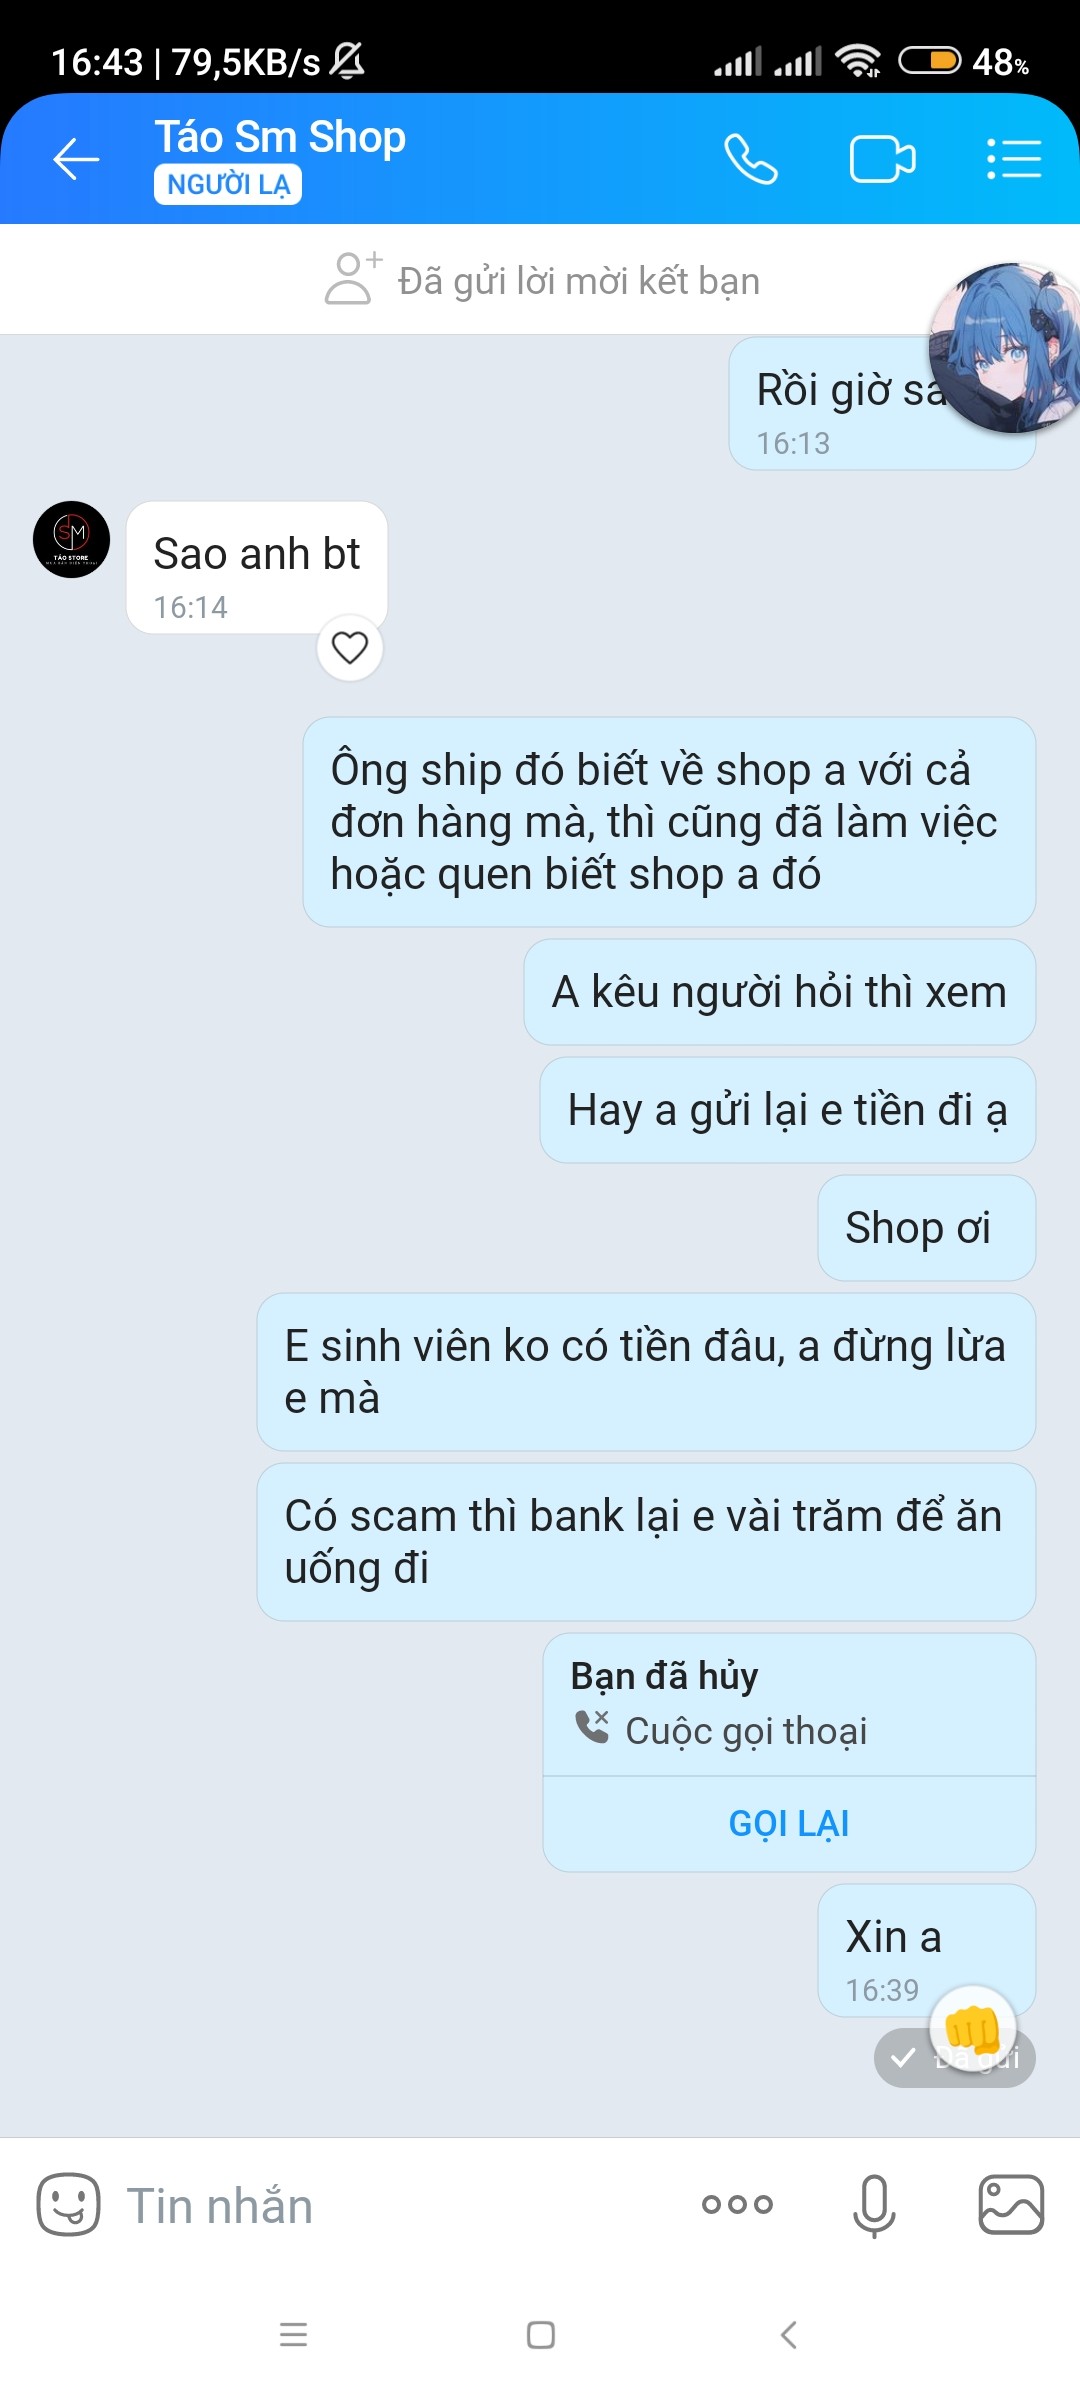 16:43 | 79,5KB/s
48%
Táo Sm Shop
NGƯỜI LẠ
Đã gửi lời mời kết bạn
Rồi giờ
16:13
SM
TÁO STORE
Sao anh bt
16:14
Ông ship đó biết về shop a với cả
đơn hàng mà, thì cũng đã làm việc
hoặc quen biết shop a đó
A kêu người hỏi thì xem
Hay a gửi lại e tiền đi ạ
Shop ơi
E sinh viên ko có tiền đâu, a đừng lừa
e mà
Có scam thì bank lại e vài trăm để ăn
uống đi
Bạn đã hủy
Cuộc gọi thoại
GỌI LẠI
Xin a
16:39
Đã gửi
Tin nhắn